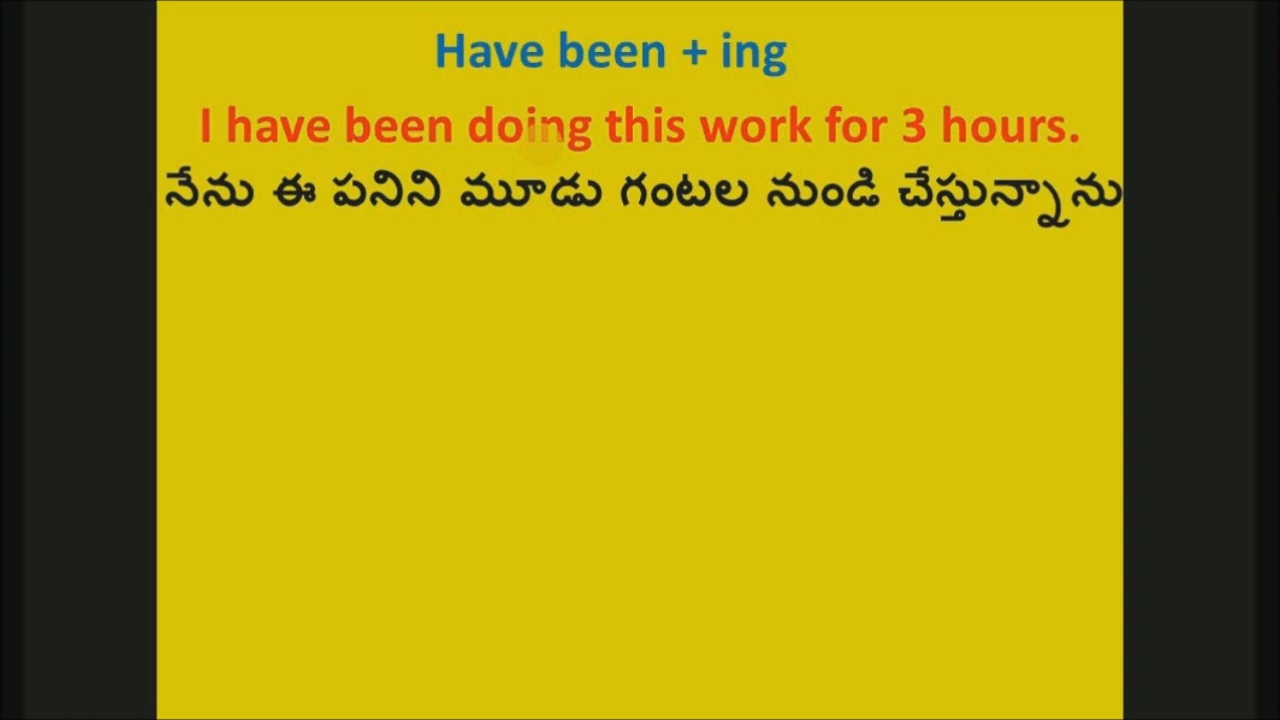 Have been + ing
I have been doing this work for 3 hours.
నేను ఈ పనిని మూడు గంటల నుండి చేస్తున్నాను